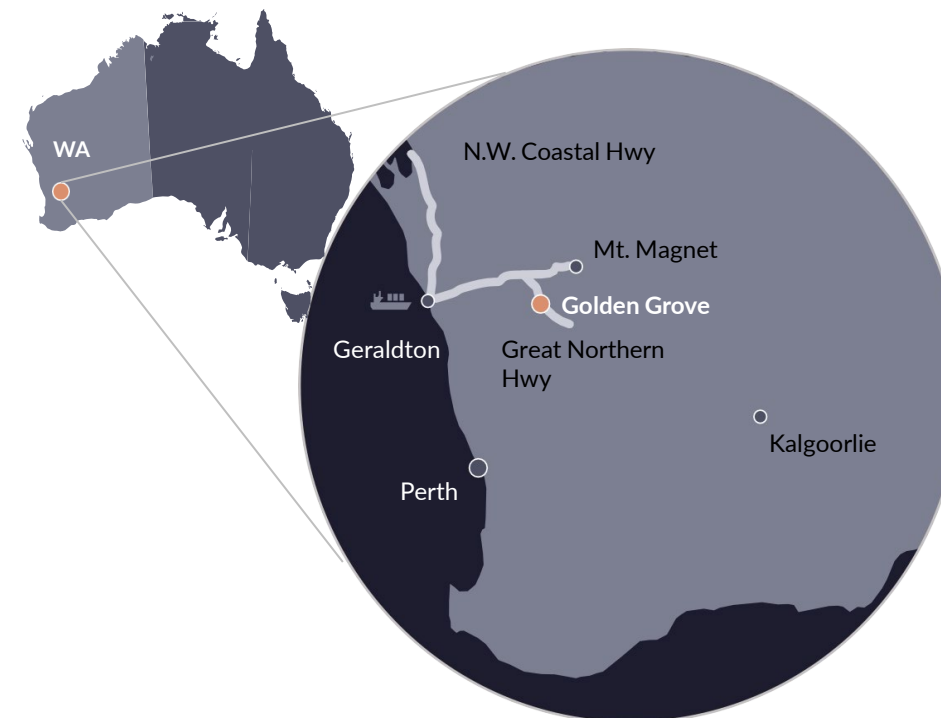 WA
N.W. Coastal Hwy
Mt. Magnet
Golden Grove
Geraldton
Great Northern
Hwy
Kalgoorlie
Perth